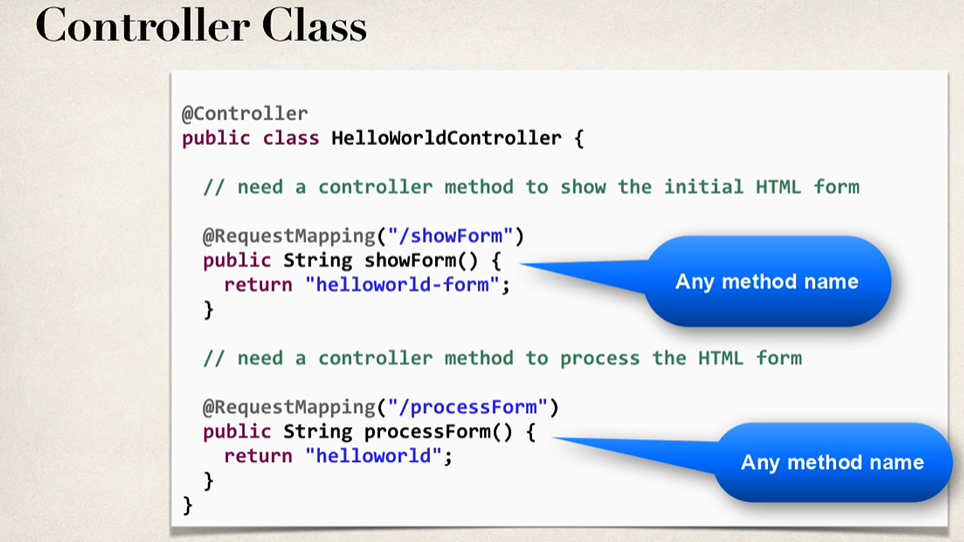 Controller Class
@Controller
public class HelloWorldController {
// need a controller method to show the initial HTML form
@RequestMapping("/showForm")
public String showForm() {
return "helloworld-form";
}
Any method name
// need a controller method to process the HTML form
@RequestMapping("/processForm")
public String processForm() {
return "helloworld";
}
Any method name
}